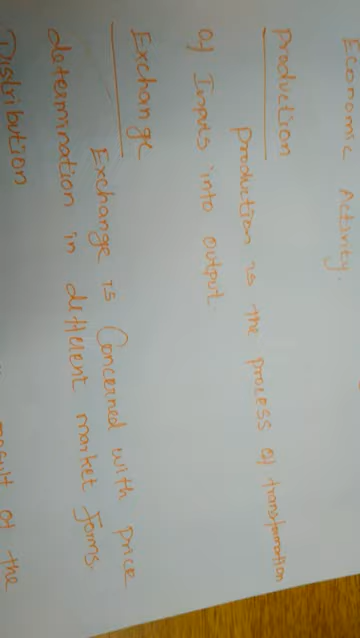 Economic Activity.
Production
Production is the process of transformation
of Inputs into output.
Exchange
Exchange is Concerned with price
determination in different market forms.
Distribution
result of the